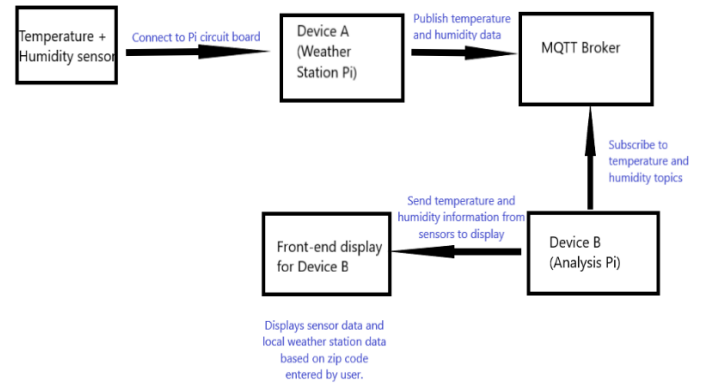 Temperature +
Humidity sensor
Connect to Pi circuit board
Device A
(Weather
Station Pi)
Publish temperature
and humidity data
MQTT Broker
Subscribe to
temperature and
humidity topics
Device B
(Analysis Pi)
Send temperature and
humidity information from
sensors to display
Front-end display
for Device B
Displays sensor data and
local weather station data
based on zip code
entered by user.